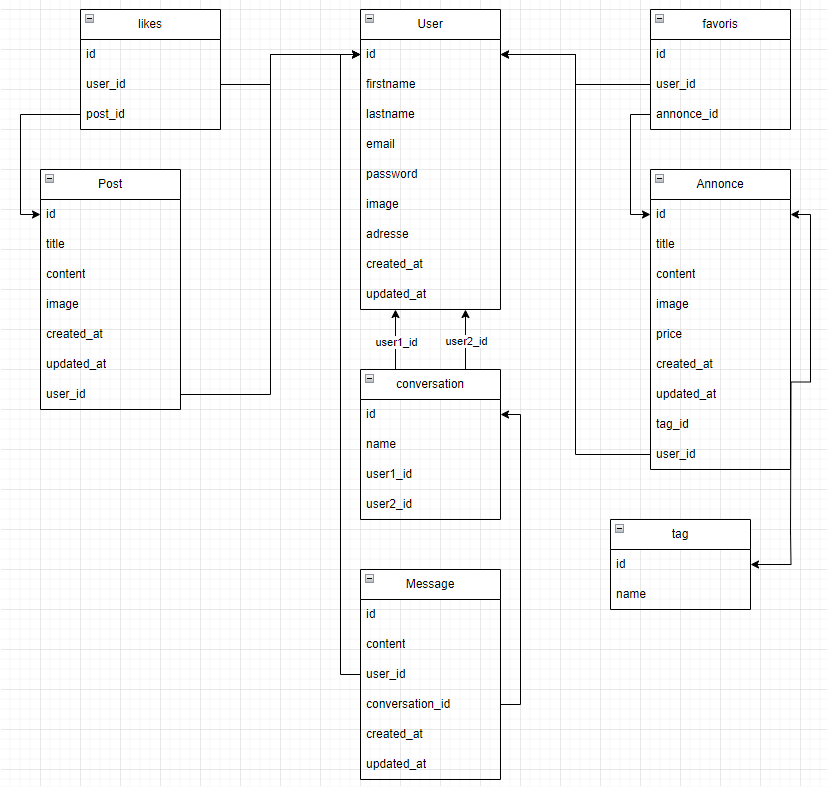 likes
id
user_id
post_id
User
id
firstname
lastname
email
password
image
adresse
created_at
updated_at
favoris
id
user_id
annonce_id
Post
id
title
content
image
created_at
updated_at
user_id
Annonce
id
title
content
image
price
created_at
updated_at
tag_id
user_id
user1_id
user2_id
conversation
id
name
user1_id
user2_id
tag
id
name
Message
id
content
user_id
conversation_id
created_at
updated_at